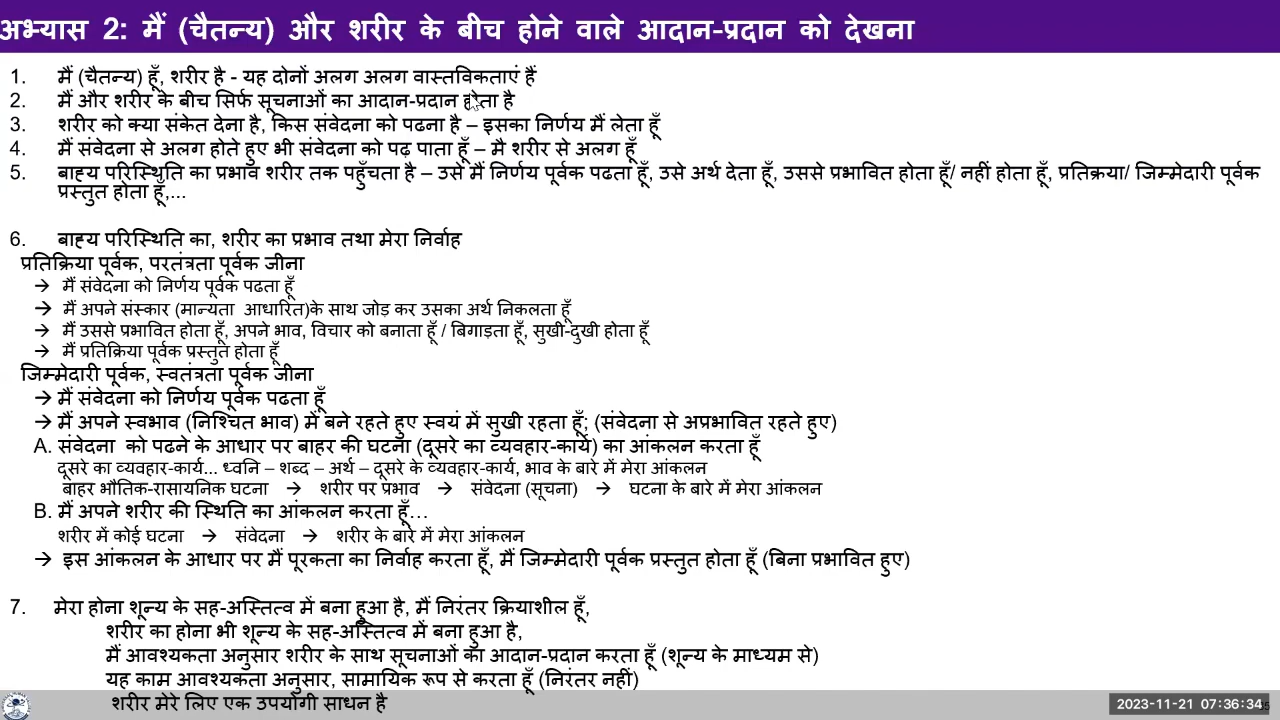 अभ्यास 2: मैं (चैतन्य) और शरीर के बीच होने वाले आदान-प्रदान को देखना
1. मैं (चैतन्य) हूँ, शरीर है - यह दोनों अलग अलग वास्तविकताएं हैं
2. मैं और शरीर के बीच सिर्फ सूचनाओं का आदान-प्रदान होता है
3. शरीर को क्या संकेत देना है, किस संवेदना को पढना है – इसका निर्णय मैं लेता हूँ
4. मैं संवेदना से अलग होते हुए भी संवेदना को पढ़ पाता हूँ – मै शरीर से अलग हूँ
5. बाह्य परिस्थिति का प्रभाव शरीर तक पहुँचता है – उसे मैं निर्णय पूर्वक पढता हूँ, उसे अर्थ देता हूँ, उससे प्रभावित होता हूँ/ नहीं होता हूँ, प्रतिक्रया/ जिम्मेदारी पूर्वक
प्रस्तुत होता हूँ,...
6. बाह्य परिस्थिति का, शरीर का प्रभाव तथा मेरा निर्वाह
प्रतिक्रिया पूर्वक, परतंत्रता पूर्वक जीना
→ मैं संवेदना को निर्णय पूर्वक पढता हूँ
→ मैं अपने संस्कार (मान्यता आधारित)के साथ जोड़ कर उसका अर्थ निकलता हूँ
→ मैं उससे प्रभावित होता हूँ, अपने भाव, विचार को बनाता हूँ / बिगाड़ता हूँ, सुखी-दुखी होता हूँ
→ मैं प्रतिक्रिया पूर्वक प्रस्तुत होता हूँ
जिम्मेदारी पूर्वक, स्वतंत्रता पूर्वक जीना
→ मैं संवेदना को निर्णय पूर्वक पढता हूँ
→ मैं अपने स्वभाव (निश्चित भाव) में बने रहते हुए स्वयं में सुखी रहता हूँ; (संवेदना से अप्रभावित रहते हुए)
A. संवेदना को पढने के आधार पर बाहर की घटना (दूसरे का व्यवहार-कार्य) का आंकलन करता हूँ
दूसरे का व्यवहार-कार्य... ध्वनि – शब्द – अर्थ – दूसरे के व्यवहार-कार्य, भाव के बारे में मेरा आंकलन
बाहर भौतिक-रासायनिक घटना → शरीर पर प्रभाव → संवेदना (सूचना) → घटना के बारे में मेरा आंकलन
B. मैं अपने शरीर की स्थिति का आंकलन करता हूँ...
शरीर में कोई घटना → संवेदना → शरीर के बारे में मेरा आंकलन
→ इस आंकलन के आधार पर मैं पूरकता का निर्वाह करता हूँ, मैं जिम्मेदारी पूर्वक प्रस्तुत होता हूँ (बिना प्रभावित हुए)
7. मेरा होना शून्य के सह-अस्तित्व में बना हुआ है, मैं निरंतर क्रियाशील हूँ,
शरीर का होना भी शून्य के सह-अस्तित्व में बना हुआ है,
मैं आवश्यकता अनुसार शरीर के साथ सूचनाओं का आदान-प्रदान करता हूँ (शून्य के माध्यम से)
यह काम आवश्यकता अनुसार, सामायिक रूप से करता हूँ (निरंतर नहीं)
शरीर मेरे लिए एक उपयोगी साधन है
2023-11-21 07:36:34